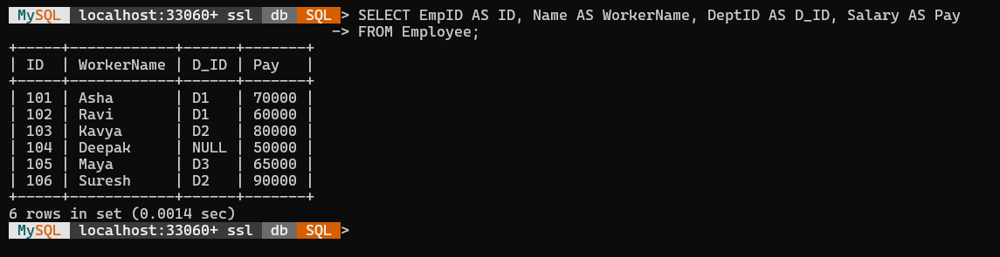 MySQL localhost:33060+ ssl db SQL > SELECT EmpID AS ID, Name AS WorkerName, DeptID AS D_ID, Salary AS Pay
-> FROM Employee;
+-----+------------+------+-------+
| ID  | WorkerName | D_ID | Pay   |
+-----+------------+------+-------+
| 101 | Asha       | D1   | 70000 |
| 102 | Ravi       | D1   | 60000 |
| 103 | Kavya      | D2   | 80000 |
| 104 | Deepak     | NULL | 50000 |
| 105 | Maya       | D3   | 65000 |
| 106 | Suresh     | D2   | 90000 |
+-----+------------+------+-------+
6 rows in set (0.0014 sec)
MySQL localhost:33060+ ssl db SQL >